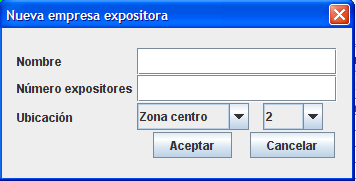 Nueva empresa expositora
Nombre
Número expositores
Ubicación Zona centro 2
Aceptar Cancelar